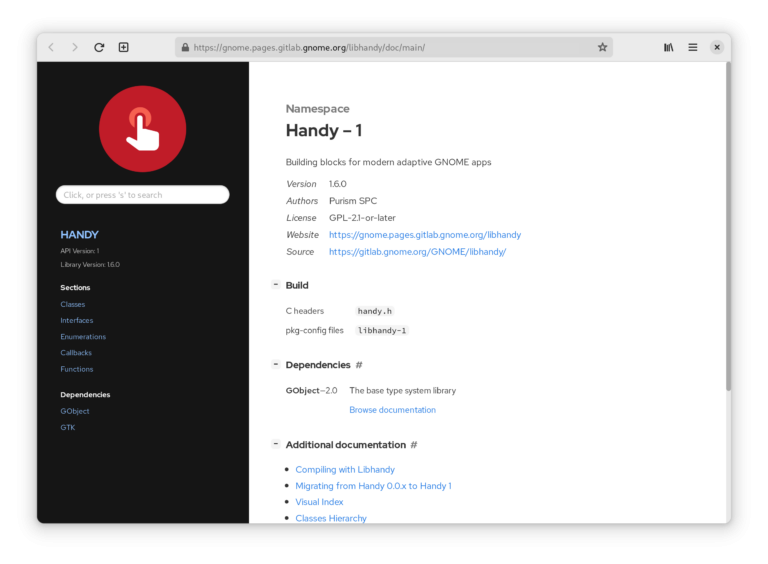 https://gnome.pages.gitlab.gnome.org/libhandy/doc/main/
Click, or press 's' to search
HANDY
API Version: 1
Library Version: 1.6.0
Sections
Classes
Interfaces
Enumerations
Callbacks
Functions
Dependencies
GObject
GTK
Namespace
Handy – 1
Building blocks for modern adaptive GNOME apps
Version 1.6.0
Authors Purism SPC
License GPL-2.1-or-later
Website https://gnome.pages.gitlab.gnome.org/libhandy
Source https://gitlab.gnome.org/GNOME/libhandy/
− Build
C headers handy.h
pkg-config files libhandy-1
− Dependencies #
GObject—2.0 The base type system library
Browse documentation
− Additional documentation #
• Compiling with Libhandy
• Migrating from Handy 0.0.x to Handy 1
• Visual Index
• Classes Hierarchy